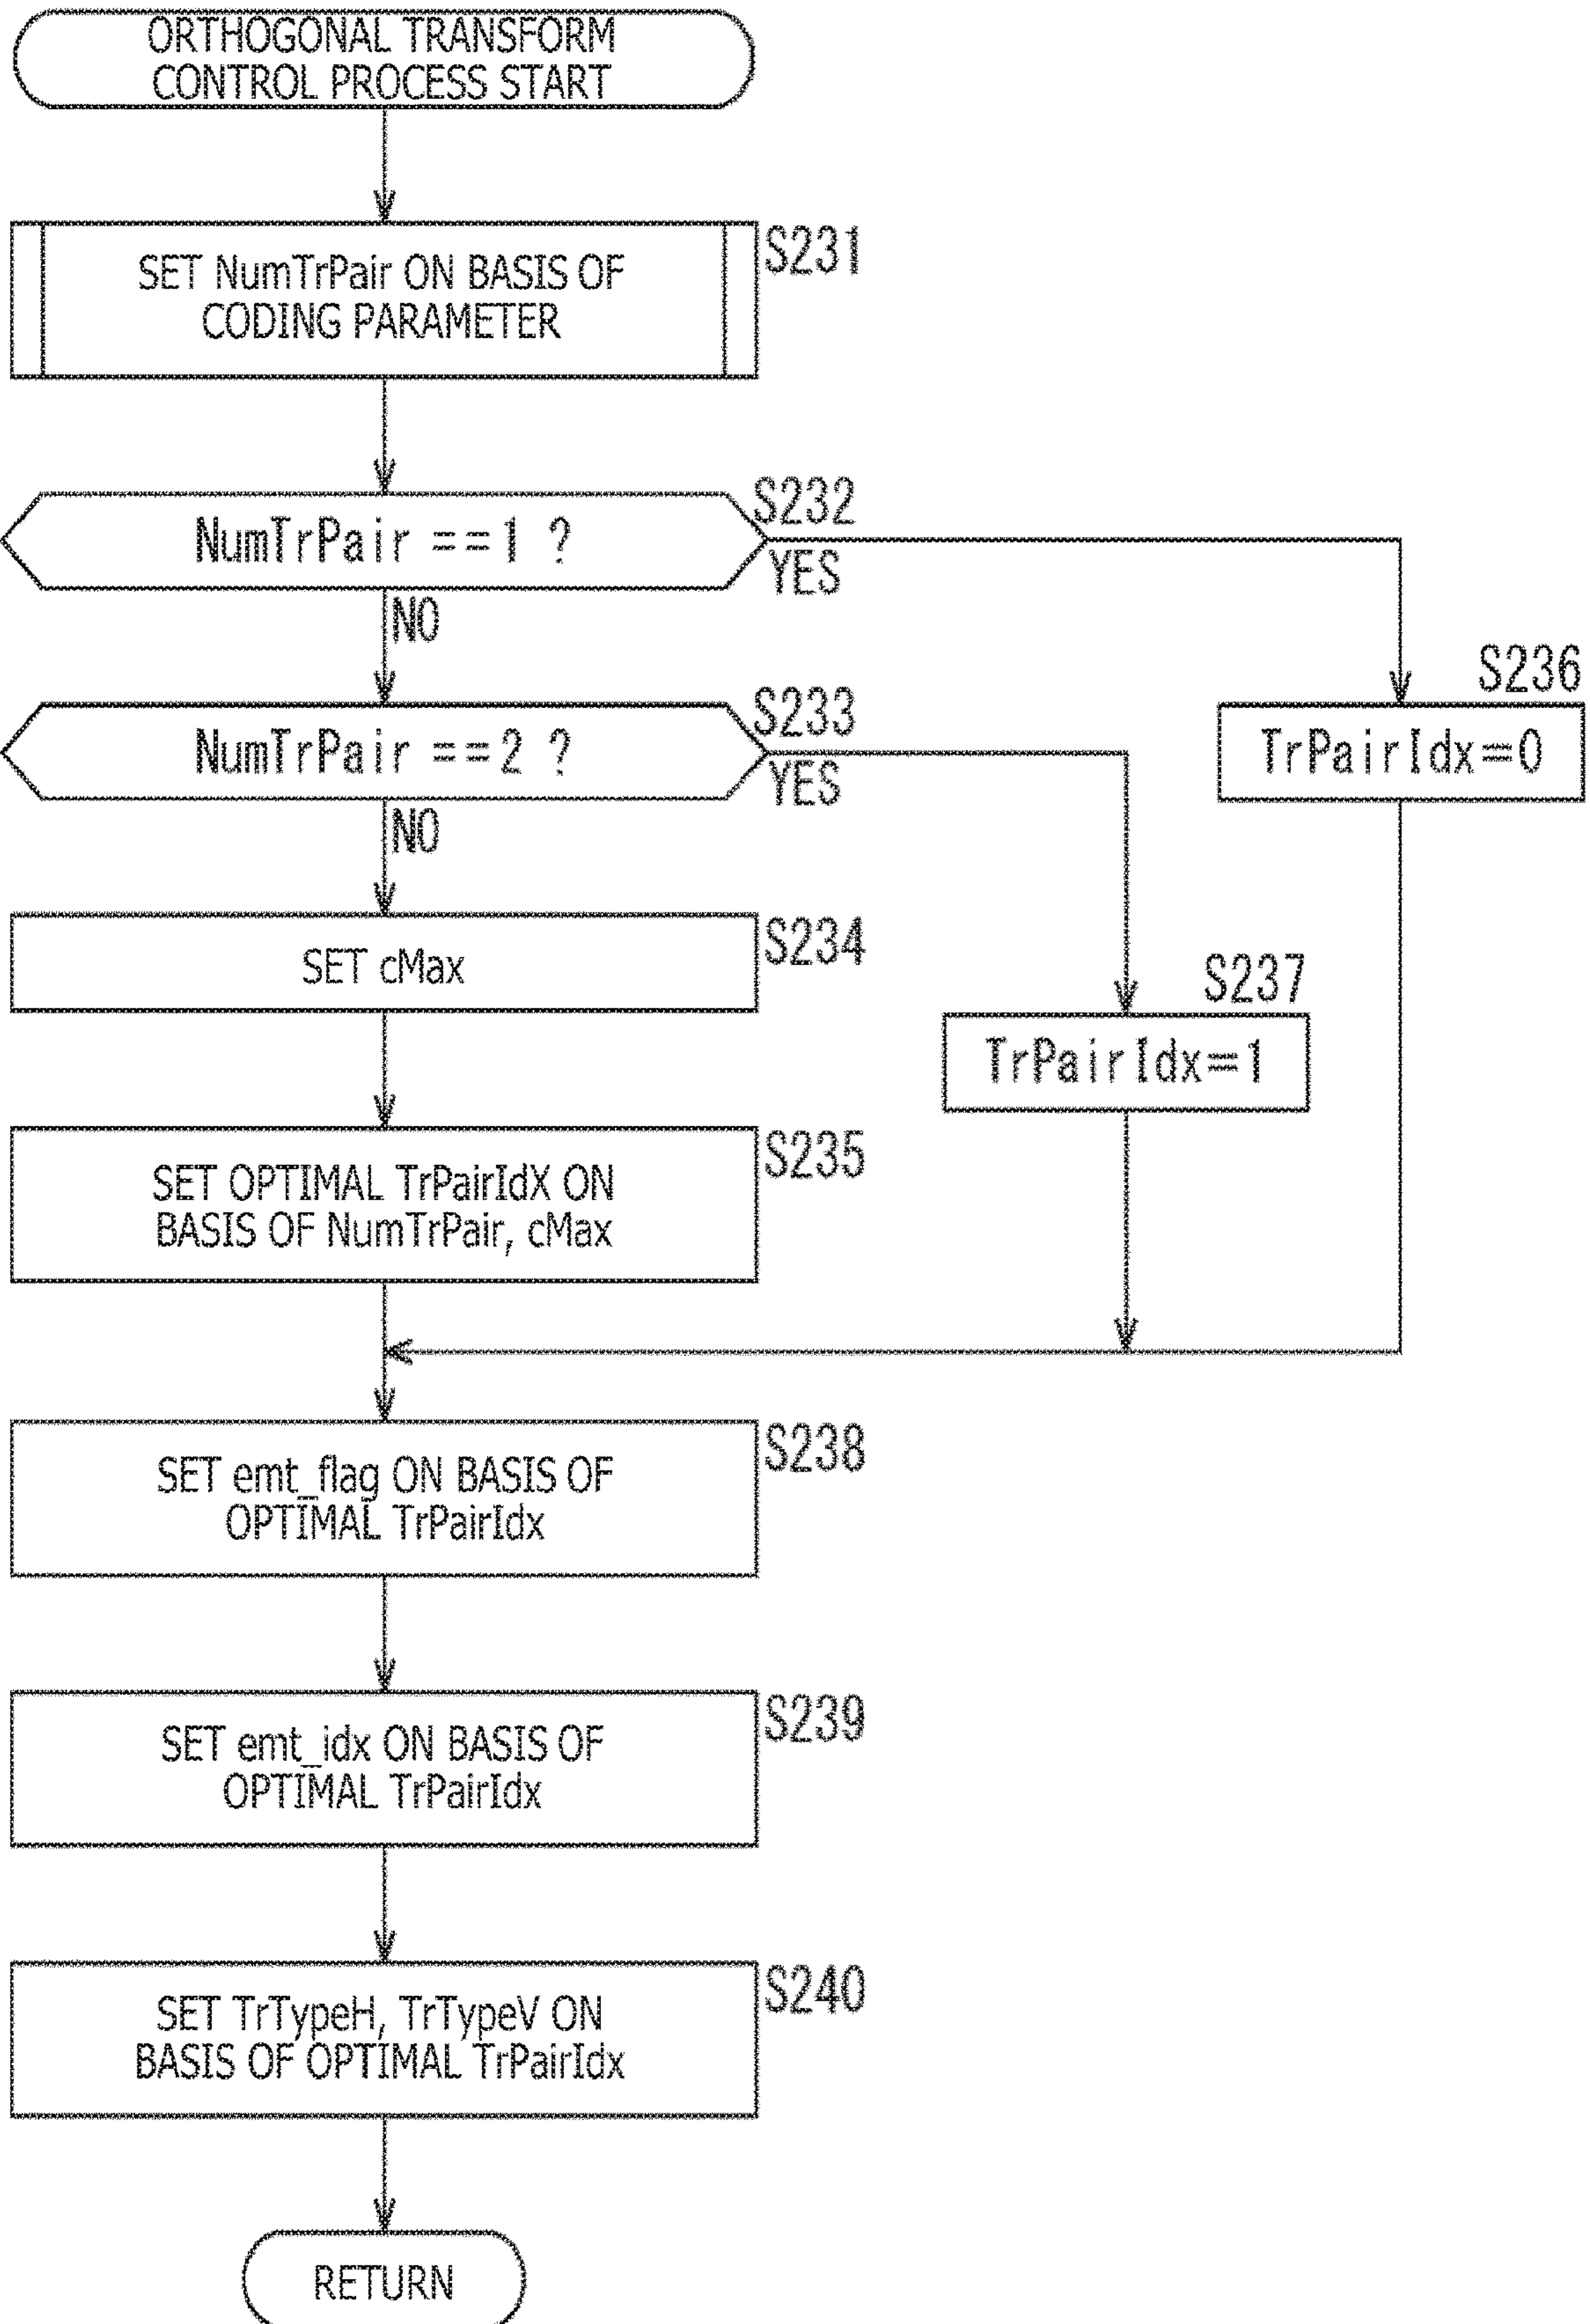 ORTHOGONAL TRANSFORM
CONTROL PROCESS START
S231
SET NumTrPair ON BASIS OF
CODING PARAMETER
S232
NumTrPair ==1 ?
YES
NO
S236
TrPairIdx=0
S233
NumTrPair ==2 ?
YES
NO
S234
SET cMax
S237
TrPairIdx=1
S235
SET OPTIMAL TrPairIdX ON
BASIS OF NumTrPair, cMax
S238
SET emt_flag ON BASIS OF
OPTIMAL TrPairIdx
S239
SET emt_idx ON BASIS OF
OPTIMAL TrPairIdx
S240
SET TrTypeH, TrTypeV ON
BASIS OF OPTIMAL TrPairIdx
RETURN